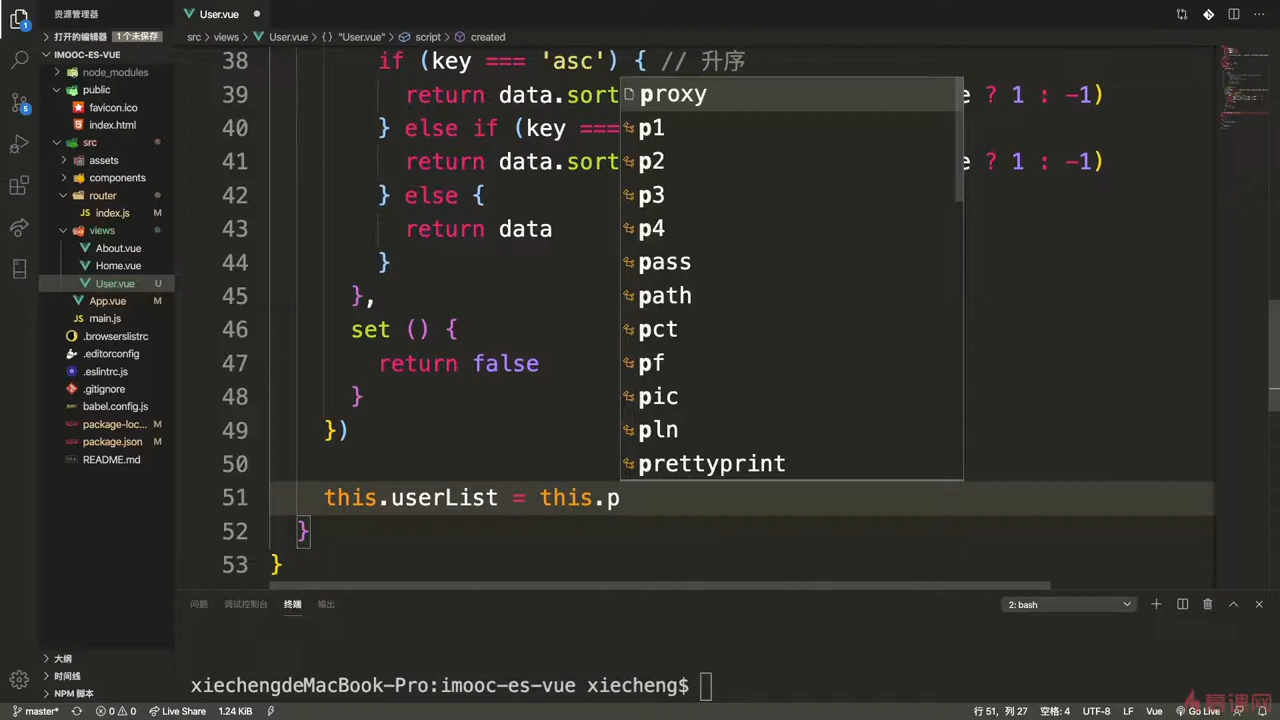 资源管理器
User.vue
打开的编辑器 1个未保存
src › views › User.vue › {} "User.vue" › script › created
IMOOC-ES-VUE
node_modules
public
favicon.ico
index.html
src
assets
components
router
index.js M
views
About.vue
Home.vue
User.vue U
App.vue M
main.js
.browserslistrc
.editorconfig
.eslintrc.js
.gitignore
babel.config.js
package-loc... M
package.json M
README.md
大纲
时间线
NPM 脚本
38 if (key === 'asc') { // 升序
39 return data.sort e ? 1 : -1)
40 } else if (key ===
41 return data.sort e ? 1 : -1)
42 } else {
43 return data
44 }
45 },
46 set () {
47 return false
48 }
49 })
50
51 this.userList = this.p
52 }
53 }
proxy
p1
p2
p3
p4
pass
path
pct
pf
pic
pln
prettyprint
问题 调试控制台 终端 输出
2: bash
xiechengdeMacBook-Pro:imooc-es-vue xiecheng$
master* 0 0 Live Share 1.24 KiB
行 51，列 27 空格: 4 UTF-8 LF Vue Go Live
慕课网